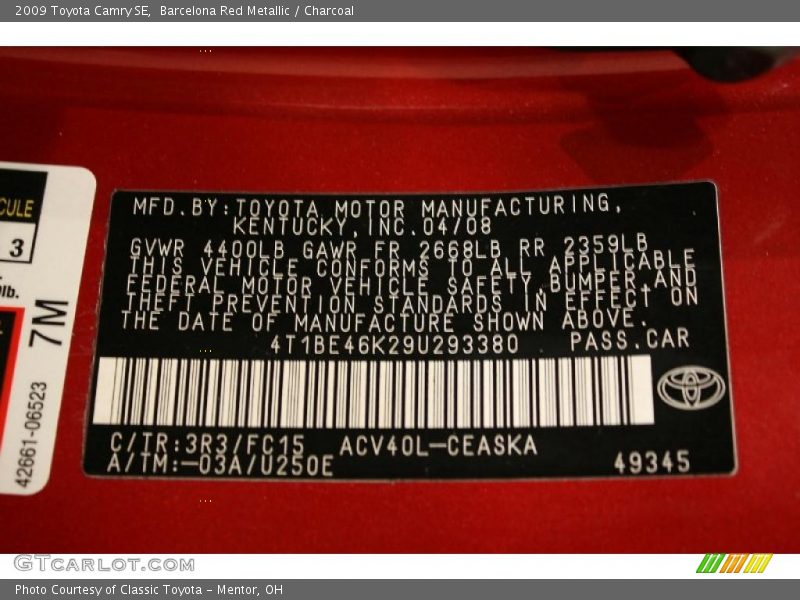 2009 Toyota Camry SE, Barcelona Red Metallic / Charcoal
CULE
3
lb.
7M
42661-06523
MFD.BY:TOYOTA MOTOR MANUFACTURING,
KENTUCKY,INC.04/08
GVWR 4400LB GAWR FR 2668LB RR 2359LB
THIS VEHICLE CONFORMS TO ALL APPLICABLE
FEDERAL MOTOR VEHICLE SAFETY,BUMPER,AND
THEFT PREVENTION STANDARDS IN EFFECT ON
THE DATE OF MANUFACTURE SHOWN ABOVE.
4T1BE46K29U293380 PASS.CAR
C/TR:3R3/FC15 ACV40L-CEASKA
A/TM:-03A/U250E 49345
GTCarLot.com
Photo Courtesy of Classic Toyota - Mentor, OH